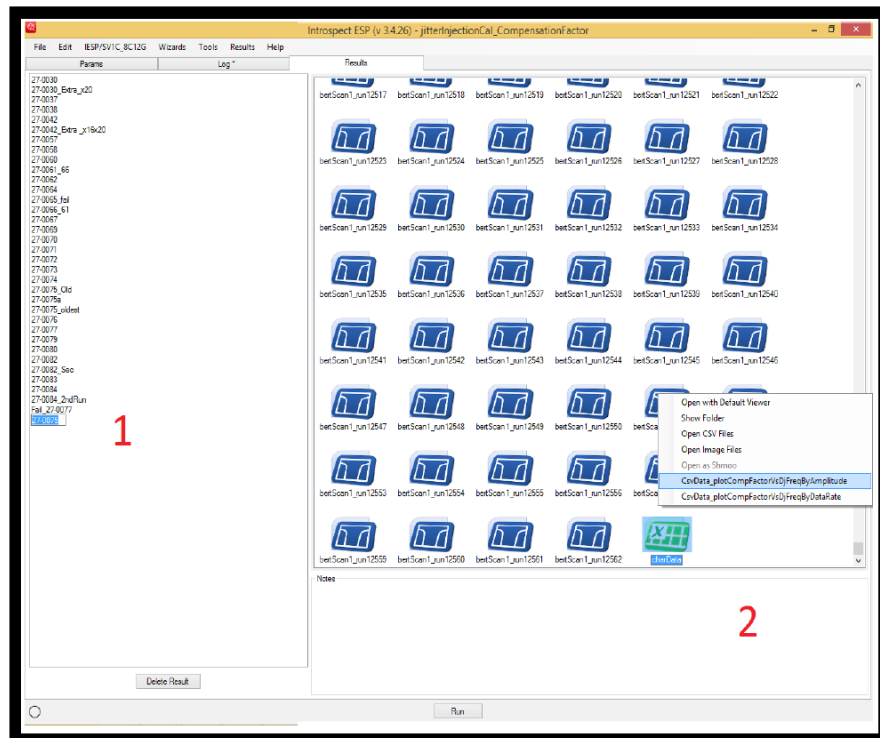 Introspect ESP (v 3.4.26) - jitterInjectionCal_CompensationFactor
File Edit IESP/SV1C_8C12G Wizards Tools Results Help
Params Log * Results
27-0030
27-0030_Extra_x20
27-0037
27-0038
27-0042
27-0042_Extra_x16x20
27-0057
27-0058
27-0060
27-0061_66
27-0062
27-0064
27-0065_fail
27-0066_61
27-0067
27-0069
27-0070
27-0071
27-0072
27-0073
27-0074
27-0075_Old
27-0075a
27-0075_oldest
27-0076
27-0077
27-0079
27-0080
27-0082
27-0082_Sec
27-0083
27-0084
27-0084_2ndRun
Fail_27-0077
27-0075
1
Delete Result
bertScan1_run12517 bertScan1_run12518 bertScan1_run12519 bertScan1_run12520 bertScan1_run12521 bertScan1_run12522
bertScan1_run12523 bertScan1_run12524 bertScan1_run12525 bertScan1_run12526 bertScan1_run12527 bertScan1_run12528
bertScan1_run12529 bertScan1_run12530 bertScan1_run12531 bertScan1_run12532 bertScan1_run12533 bertScan1_run12534
bertScan1_run12535 bertScan1_run12536 bertScan1_run12537 bertScan1_run12538 bertScan1_run12539 bertScan1_run12540
bertScan1_run12541 bertScan1_run12542 bertScan1_run12543 bertScan1_run12544 bertScan1_run12545 bertScan1_run12546
bertScan1_run12547 bertScan1_run12548 bertScan1_run12549 bertScan1_run12550
bertScan1_run12553 bertScan1_run12554 bertScan1_run12555 bertScan1_run12556
bertScan1_run12559 bertScan1_run12560 bertScan1_run12561 bertScan1_run12562 charData
Open with Default Viewer
Show Folder
Open CSV Files
Open Image Files
Open as Shmoo
CsvData_plotCompFactorVsDjFreqByAmplitude
CsvData_plotCompFactorVsDjFreqByDataRate
Notes
2
Run